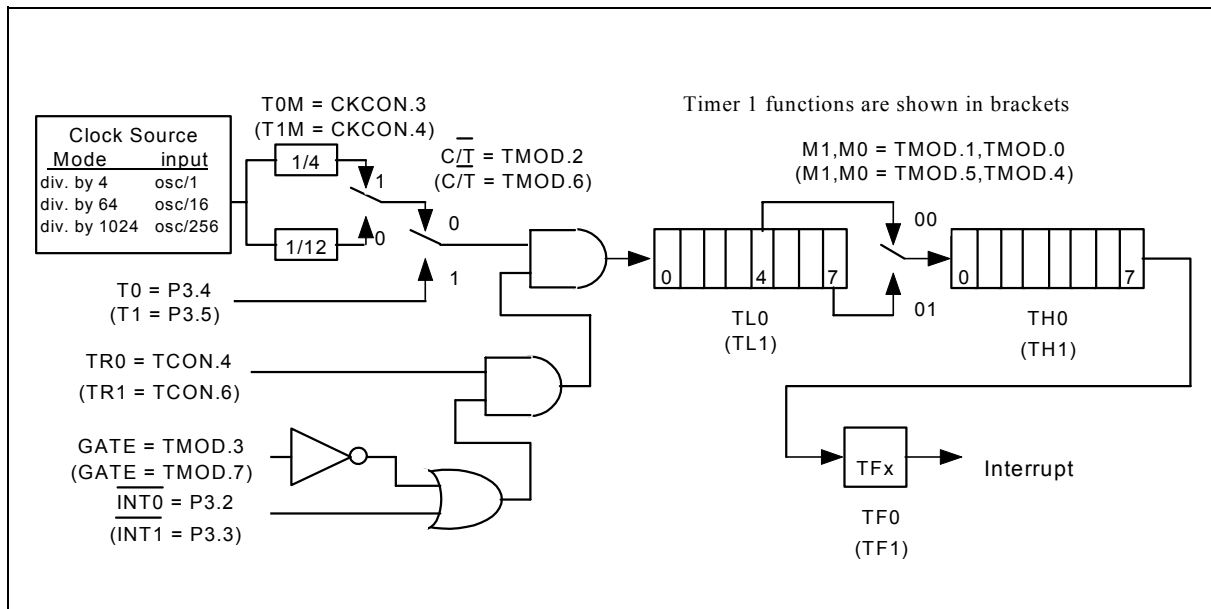 T0M = CKCON.3
(T1M = CKCON.4)
Timer 1 functions are shown in brackets
Clock Source
Mode input
div. by 4 osc/1
div. by 64 osc/16
div. by 1024 osc/256
1/4
1/12
1
0
C/T = TMOD.2
(C/T = TMOD.6)
0
1
M1,M0 = TMOD.1,TMOD.0
(M1,M0 = TMOD.5,TMOD.4)
00
01
0 4 7
TL0
(TL1)
0 7
TH0
(TH1)
T0 = P3.4
(T1 = P3.5)
TR0 = TCON.4
(TR1 = TCON.6)
GATE = TMOD.3
(GATE = TMOD.7)
INT0 = P3.2
(INT1 = P3.3)
TFx
Interrupt
TF0
(TF1)